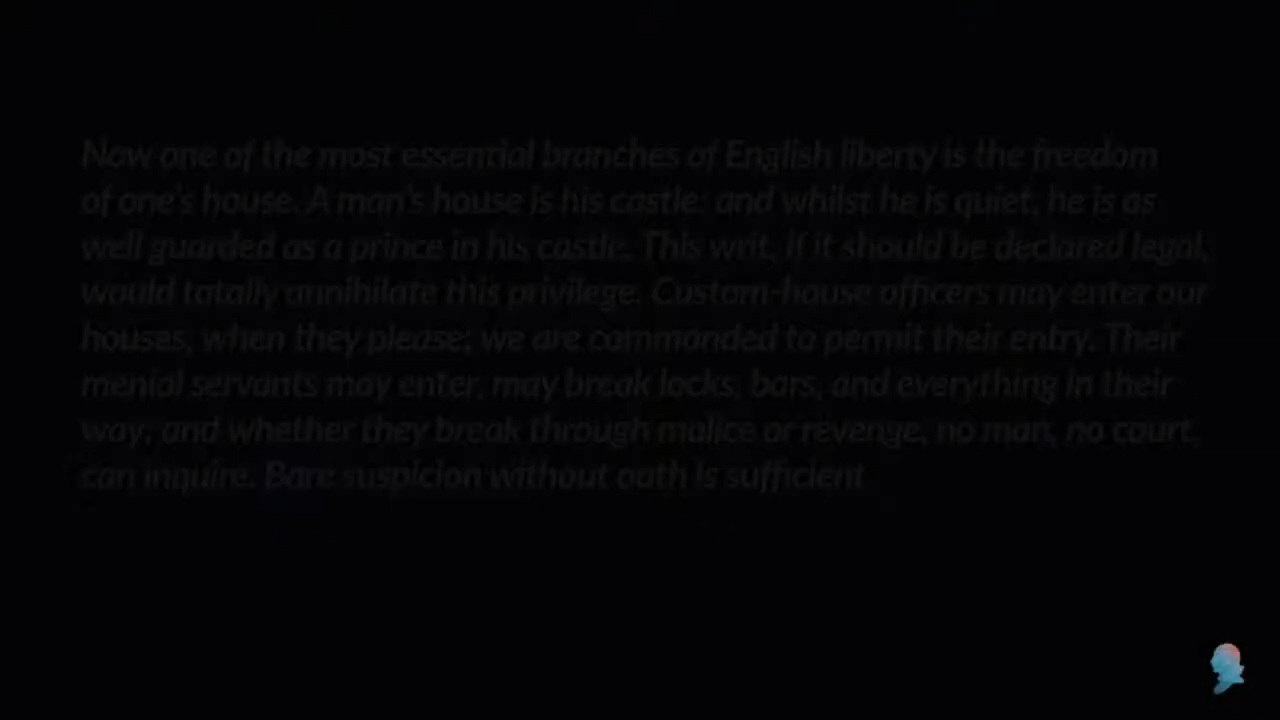 Now one of the most essential branches of English liberty is the freedom
of one's house. A man's house is his castle; and whilst he is quiet, he is as
well guarded as a prince in his castle. This writ, if it should be declared legal,
would totally annihilate this privilege. Custom-house officers may enter our
houses, when they please; we are commanded to permit their entry. Their
menial servants may enter, may break locks, bars, and everything in their
way; and whether they break through malice or revenge, no man, no court,
can inquire. Bare suspicion without oath is sufficient